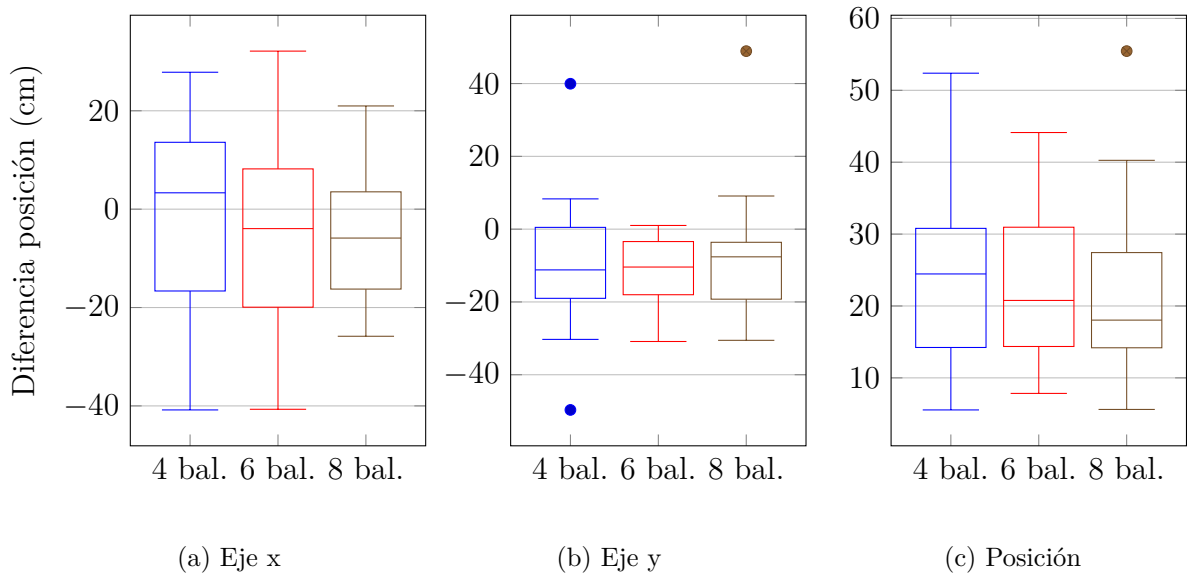 Diferencia posición (cm)
20
0
−20
−40
4 bal. 6 bal. 8 bal.
(a) Eje x
40
20
0
−20
−40
4 bal. 6 bal. 8 bal.
(b) Eje y
60
50
40
30
20
10
4 bal. 6 bal. 8 bal.
(c) Posición